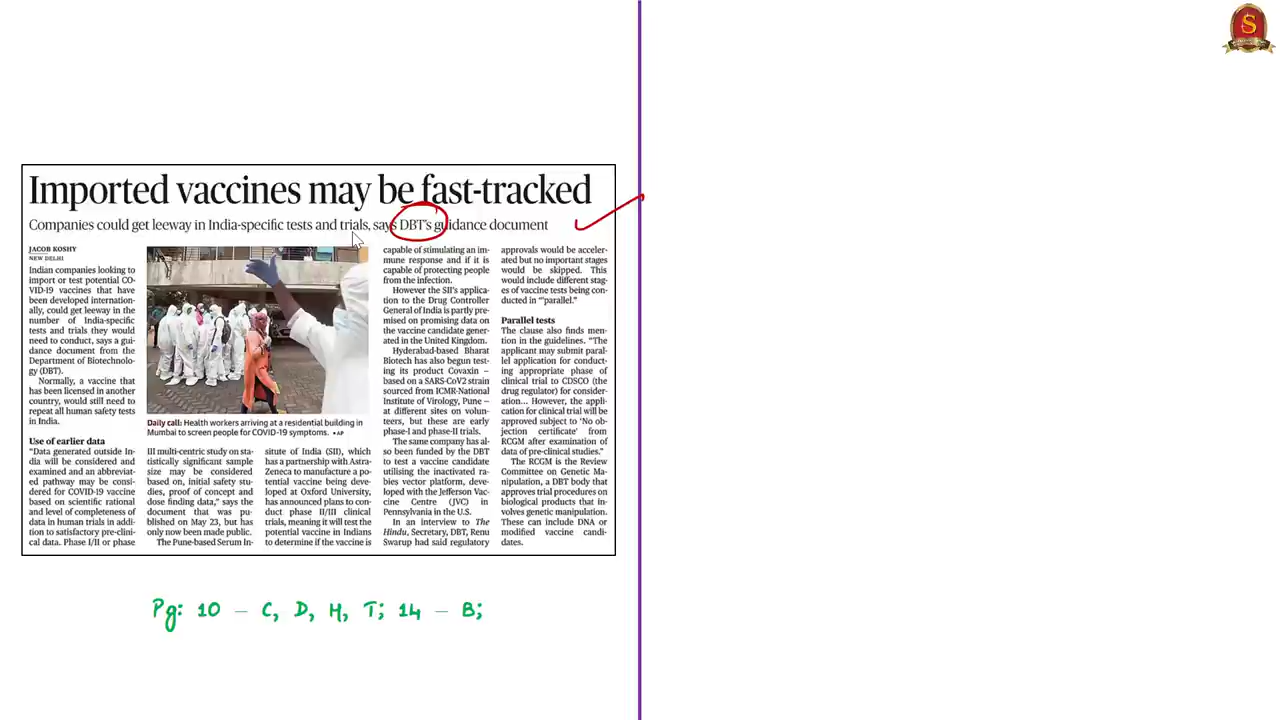 S
Imported vaccines may be fast-tracked
Companies could get leeway in India-specific tests and trials, says DBT's guidance document
JACOB KOSHY
NEW DELHI
Indian companies looking to
import or test potential CO-
VID-19 vaccines that have
been developed internation-
ally, could get leeway in the
number of India-specific
tests and trials they would
need to conduct, says a gui-
dance document from the
Department of Biotechnolo-
gy (DBT).
Normally, a vaccine that
has been licensed in another
country, would still need to
repeat all human safety tests
in India.
Use of earlier data
"Data generated outside In-
dia will be considered and
examined and an abbreviat-
ed pathway may be consi-
dered for COVID-19 vaccine
based on scientific rational
and level of completeness of
data in human trials in addi-
tion to satisfactory pre-clini-
cal data. Phase I/II or phase
Daily call: Health workers arriving at a residential building in
Mumbai to screen people for COVID-19 symptoms. • AP
III multi-centric study on sta-
tistically significant sample
size may be considered
based on, initial safety stu-
dies, proof of concept and
dose finding data," says the
document that was pu-
blished on May 23, but has
only now been made public.
The Pune-based Serum In-
stitute of India (SII), which
has a partnership with Astra-
Zeneca to manufacture a po-
tential vaccine being deve-
loped at Oxford University,
has announced plans to con-
duct phase II/III clinical
trials, meaning it will test the
potential vaccine in Indians
to determine if the vaccine is
capable of stimulating an im-
mune response and if it is
capable of protecting people
from the infection.
However the SII's applica-
tion to the Drug Controller
General of India is partly pre-
mised on promising data on
the vaccine candidate gener-
ated in the United Kingdom.
Hyderabad-based Bharat
Biotech has also begun test-
ing its product Covaxin –
based on a SARS-CoV2 strain
sourced from ICMR-National
Institute of Virology, Pune –
at different sites on volun-
teers, but these are early
phase-I and phase-II trials.
The same company has al-
so been funded by the DBT
to test a vaccine candidate
utilising the inactivated ra-
bies vector platform, deve-
loped with the Jefferson Vac-
cine Centre (JVC) in
Pennsylvania in the U.S.
In an interview to The
Hindu, Secretary, DBT, Renu
Swarup had said regulatory
approvals would be acceler-
ated but no important stages
would be skipped. This
would include different stag-
es of vaccine tests being con-
ducted in "'parallel."
Parallel tests
The clause also finds men-
tion in the guidelines. "The
applicant may submit paral-
lel application for conduct-
ing appropriate phase of
clinical trial to CDSCO (the
drug regulator) for consider-
ation... However, the appli-
cation for clinical trial will be
approved subject to 'No ob-
jection certificate' from
RCGM after examination of
data of pre-clinical studies."
The RCGM is the Review
Committee on Genetic Ma-
nipulation, a DBT body that
approves trial procedures on
biological products that in-
volves genetic manipulation.
These can include DNA or
modified vaccine candi-
dates.
Pg: 10 – C, D, H, T; 14 – B;